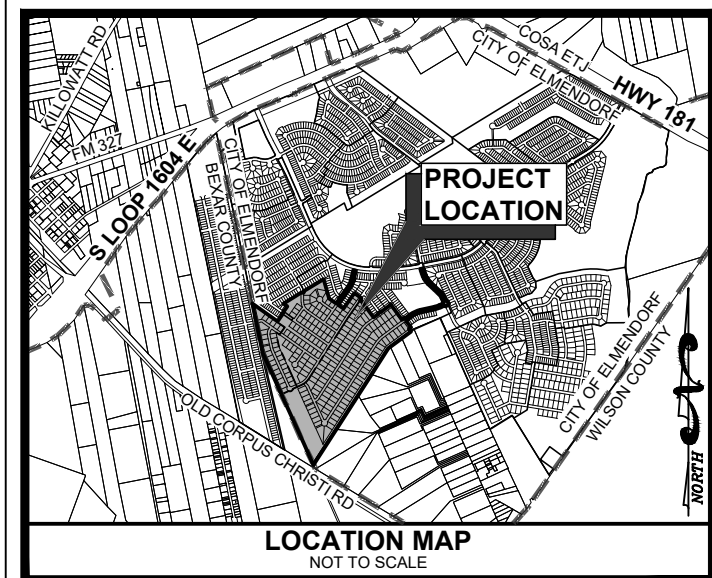 KILLOWATT RD
FM 327
S LOOP 1604 E
CITY OF ELMENDORF
BEXAR COUNTY
COSA ETJ
CITY OF ELMENDORF
HWY 181
PROJECT
LOCATION
OLD CORPUS CHRISTI RD
CITY OF ELMENDORF
WILSON COUNTY
NORTH
LOCATION MAP
NOT TO SCALE